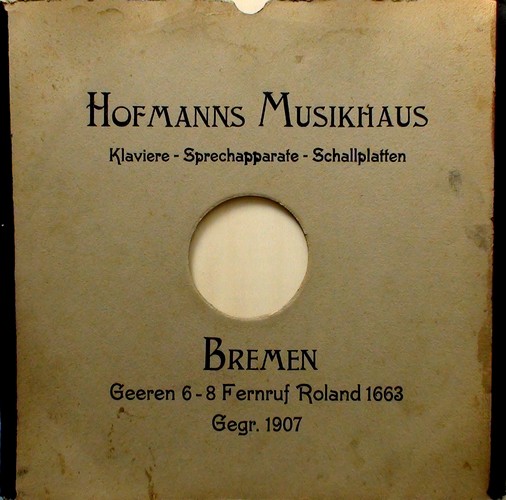 Hofmanns Musikhaus
Klaviere - Sprechapparate - Schallplatten
Bremen
Geeren 6-8 Fernruf Roland 1663
Gegr. 1907